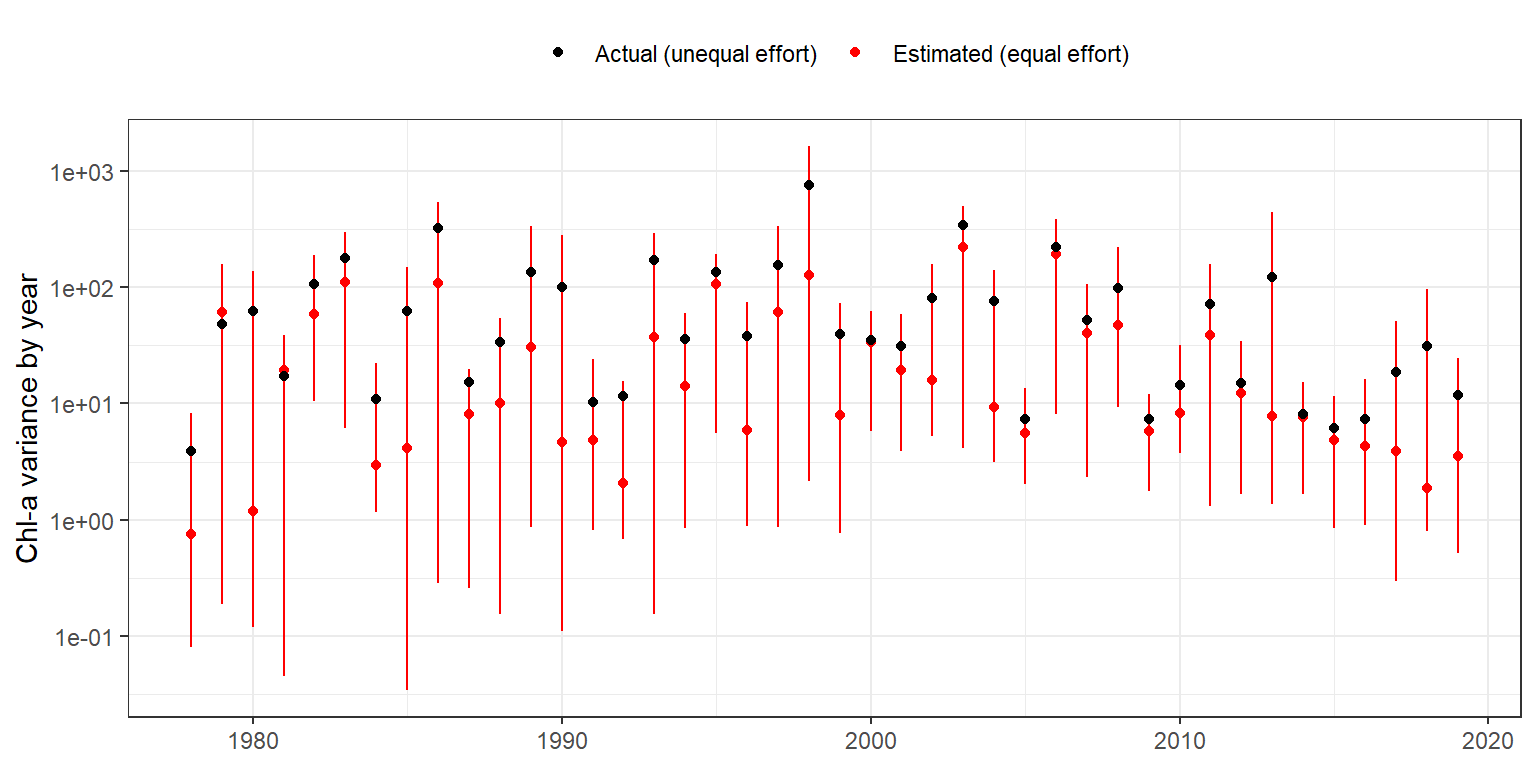 Actual (unequal effort) Estimated (equal effort)
Chl-a variance by year
1e+03
1e+02
1e+01
1e+00
1e-01
1980 1990 2000 2010 2020